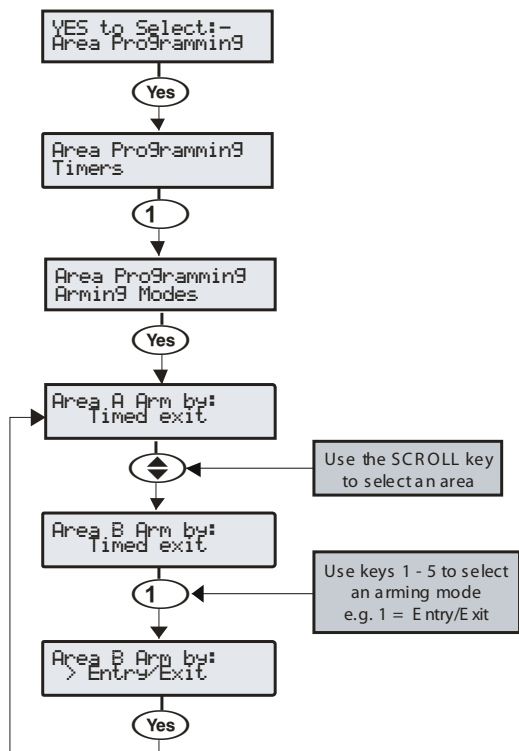 YES to Select:-
Area Programming
Yes
Area Programming
Timers
1
Area Programming
Arming Modes
Yes
Area A Arm by:
Timed exit
Use the SCROLL key
to select an area
Area B Arm by:
Timed exit
1
Use keys 1 - 5 to select
an arming mode
e.g. 1 = Entry/Exit
Area B Arm by:
> Entry/Exit
Yes